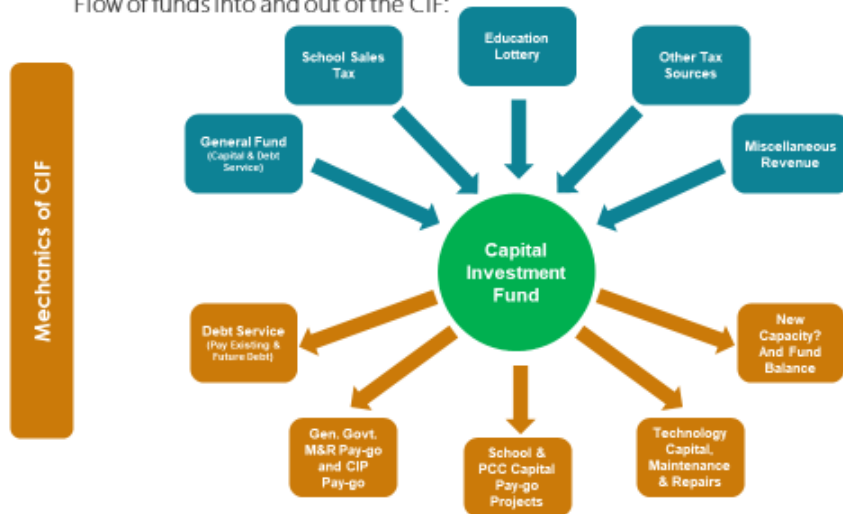 Flow of funds into and out of the CIF:
Mechanics of CIF
School Sales
Tax
Education
Lottery
Other Tax
Sources
General Fund
(Capital & Debt
Service)
Miscellaneous
Revenue
Capital
Investment
Fund
Debt Service
(Pay Existing &
Future Debt)
New
Capacity?
And Fund
Balance
Gen. Govt.
M&R Pay-go
and CIP
Pay-go
School &
PCC Capital
Pay-go
Projects
Technology
Capital,
Maintenance
& Repairs